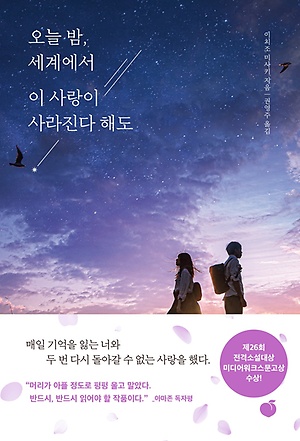 오늘 밤,
세계에서
이 사랑이
사라진다 해도
이치조 미사키 지음 | 권영주 옮김
매일 기억을 잃는 너와
두 번 다시 돌아갈 수 없는 사랑을 했다.
“머리가 아플 정도로 펑펑 울고 말았다.
반드시, 반드시 읽어야 할 작품이다.” _아마존 독자평
제26회
전격소설대상
미디어워크스문고상
수상!